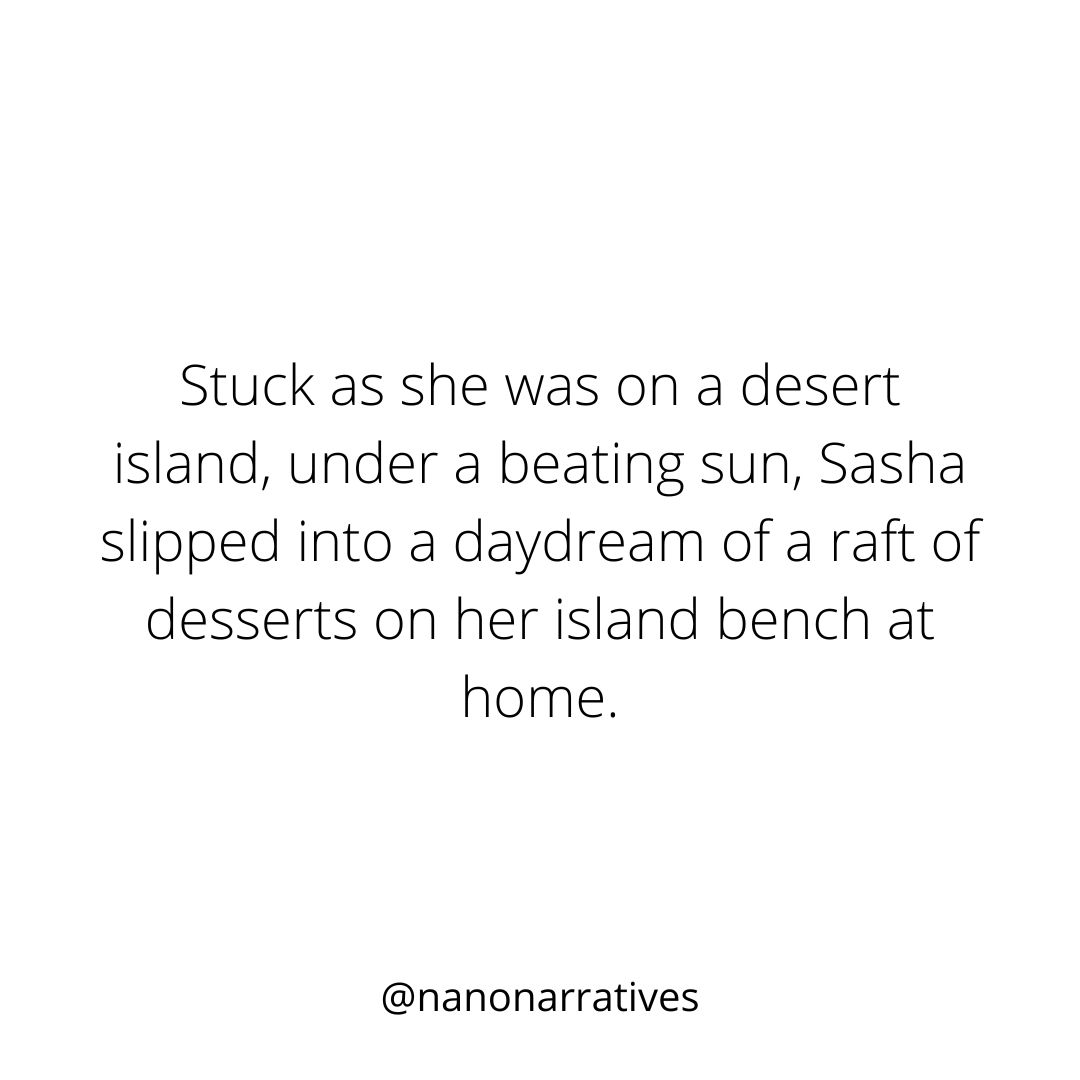 Stuck as she was on a desert
island, under a beating sun, Sasha
slipped into a daydream of a raft of
desserts on her island bench at
home.
@nanonarratives